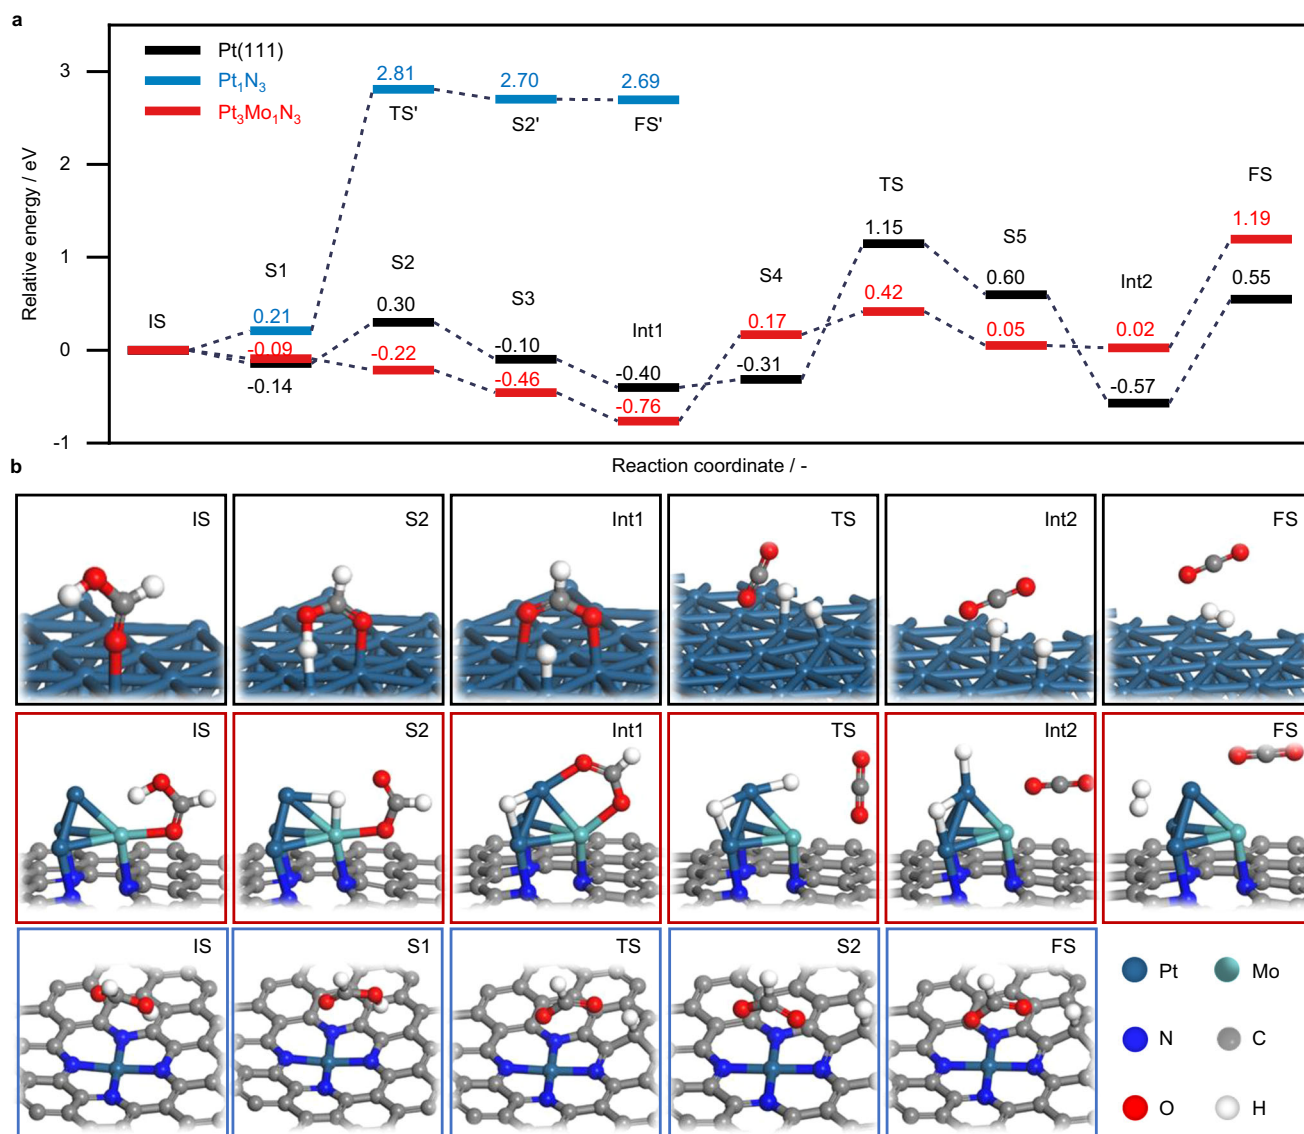 a
Pt(111)
Pt₁N₃
Pt₃Mo₁N₃
Relative energy / eV
3
2
1
0
-1
IS
S1
0.21
-0.09
-0.14
2.81
TS'
S2
0.30
-0.22
2.70
S2'
S3
-0.10
-0.46
2.69
FS'
Int1
-0.40
-0.76
S4
0.17
-0.31
TS
1.15
0.42
S5
0.60
0.05
Int2
0.02
-0.57
FS
1.19
0.55
Reaction coordinate / -
b
IS S2 Int1 TS Int2 FS
IS S2 Int1 TS Int2 FS
IS S1 TS S2 FS
Pt Mo
N C
O H